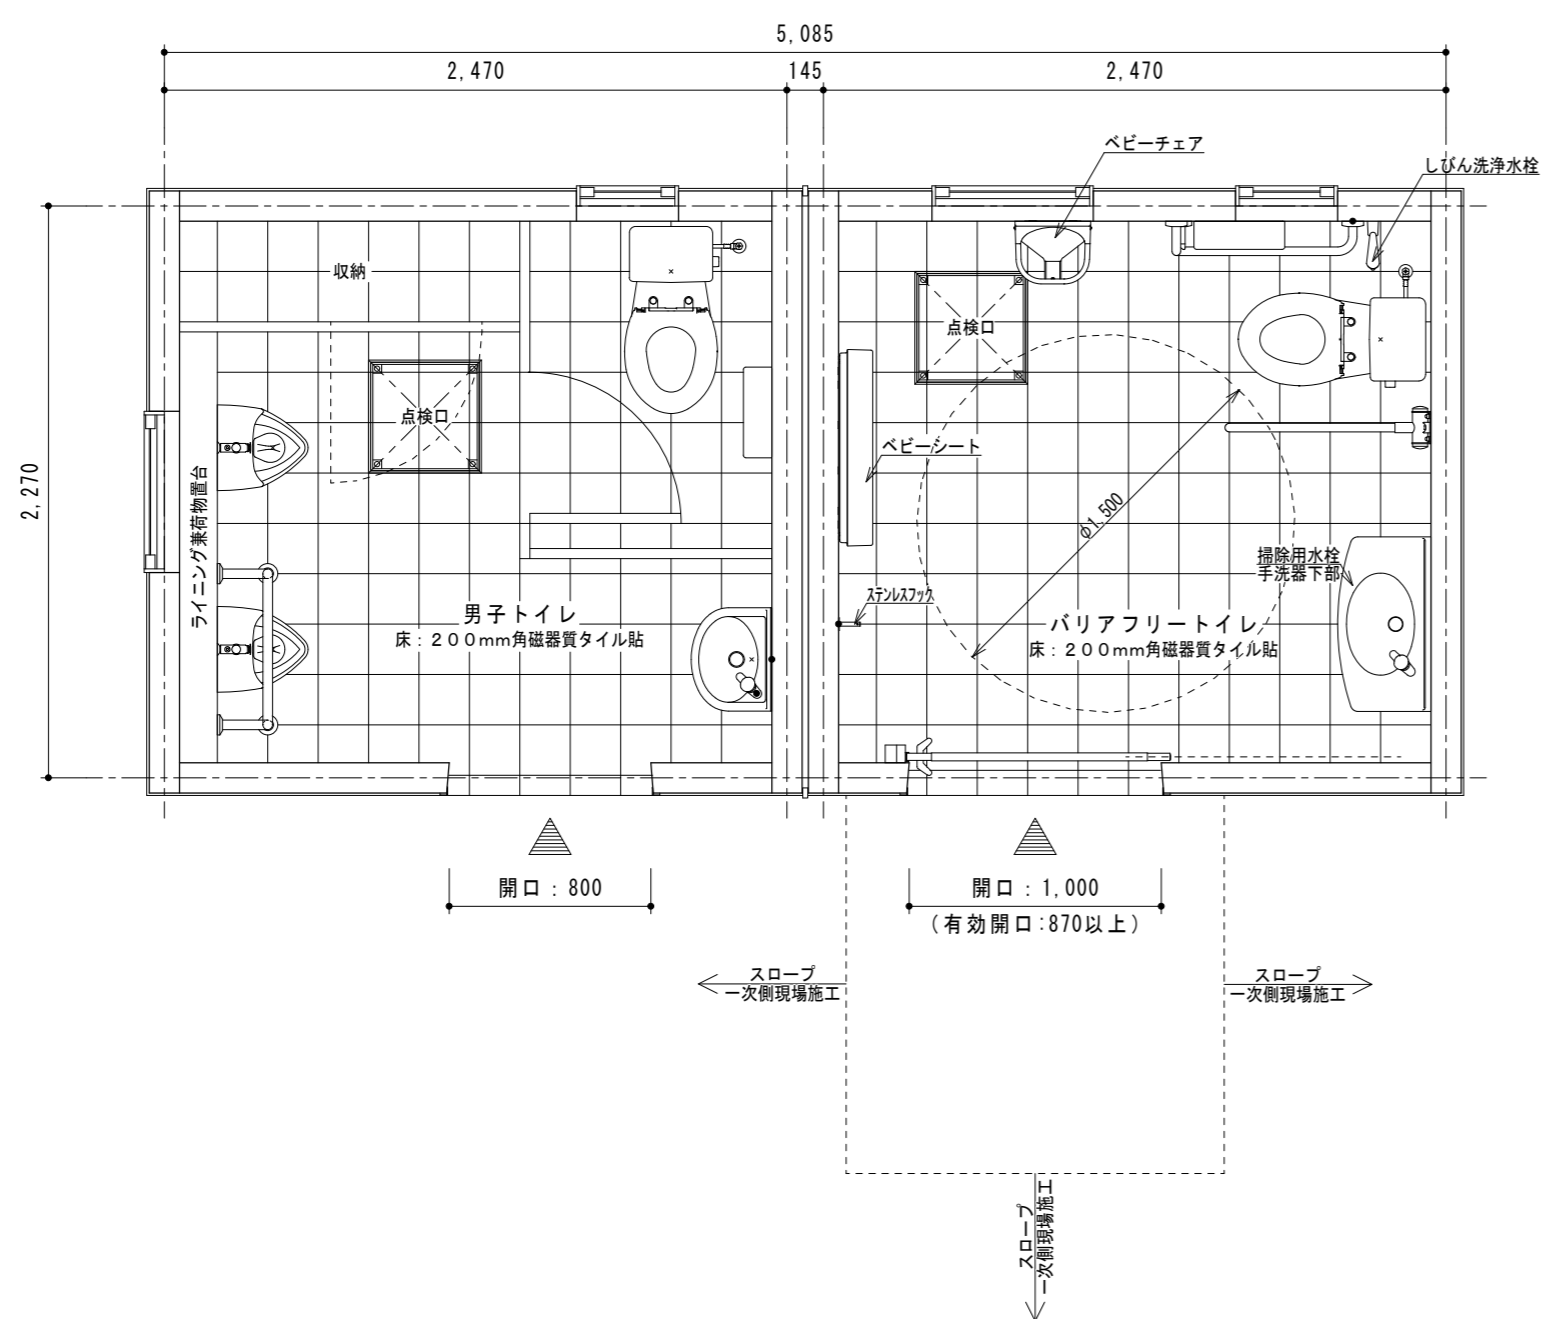 5,085
2,470
145
2,470
ベビーチェア
しびん洗浄水栓
収納
点検口
点検口
2,270
ライニング兼荷物置台
ベビーシート
φ1,500
掃除用水栓
手洗器下部
ステンレスフック
男子トイレ
床：２００ｍｍ角磁器質タイル貼
バリアフリートイレ
床：２００ｍｍ角磁器質タイル貼
開口：800
開口：1,000
（有効開口：870以上）
スロープ
一次側現場施工
スロープ
一次側現場施工
スロープ
一次側現場施工